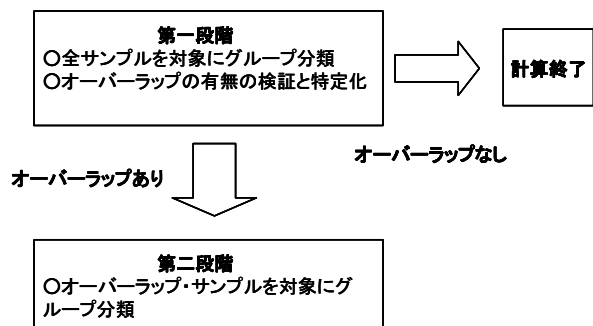 第一段階
○全サンプルを対象にグループ分類
○オーバーラップの有無の検証と特定化
計算終了
オーバーラップなし
オーバーラップあり
第二段階
○オーバーラップ・サンプルを対象にグ
ループ分類